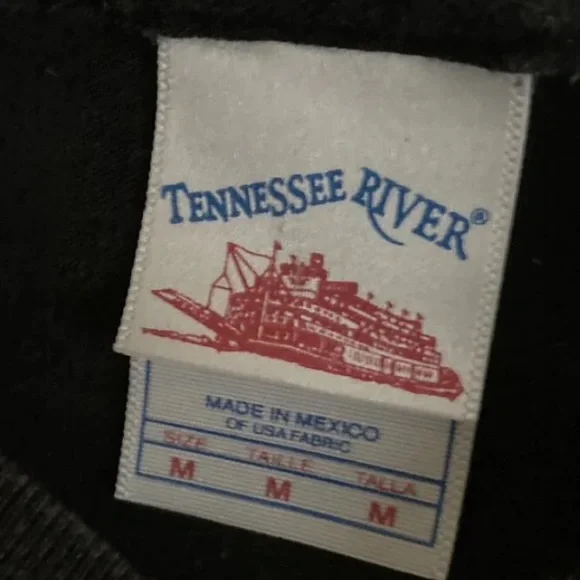 TENNESSEE RIVER®
MADE IN MEXICO
OF USA FABRIC
SIZE TAILLE TALLA
M M M